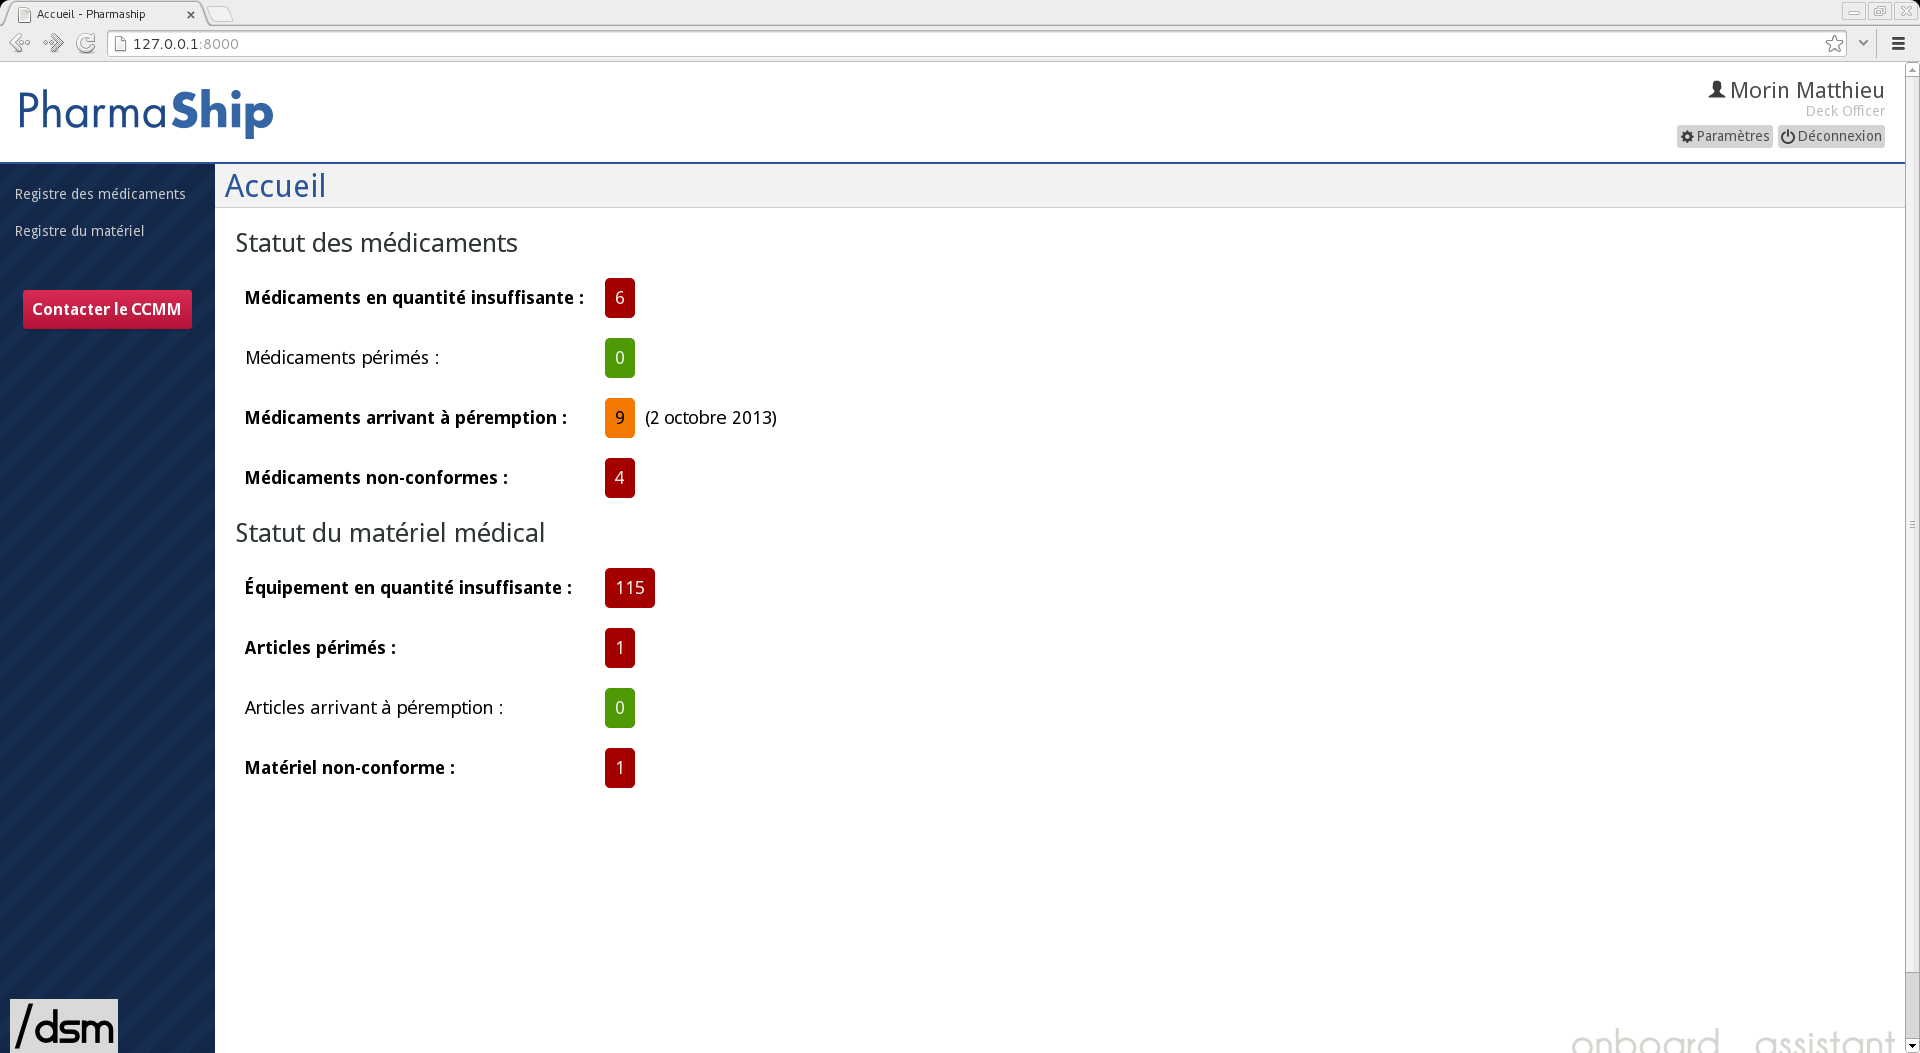 Accueil - Pharmaship
127.0.0.1:8000
PharmaShip
Morin Matthieu
Deck Officer
Paramètres
Déconnexion
Registre des médicaments
Registre du matériel
Contacter le CCMM
Accueil
Statut des médicaments
Médicaments en quantité insuffisante : 6
Médicaments périmés : 0
Médicaments arrivant à péremption : 9 (2 octobre 2013)
Médicaments non-conformes : 4
Statut du matériel médical
Équipement en quantité insuffisante : 115
Articles périmés : 1
Articles arrivant à péremption : 0
Matériel non-conforme : 1
/dsm
onboard assistant